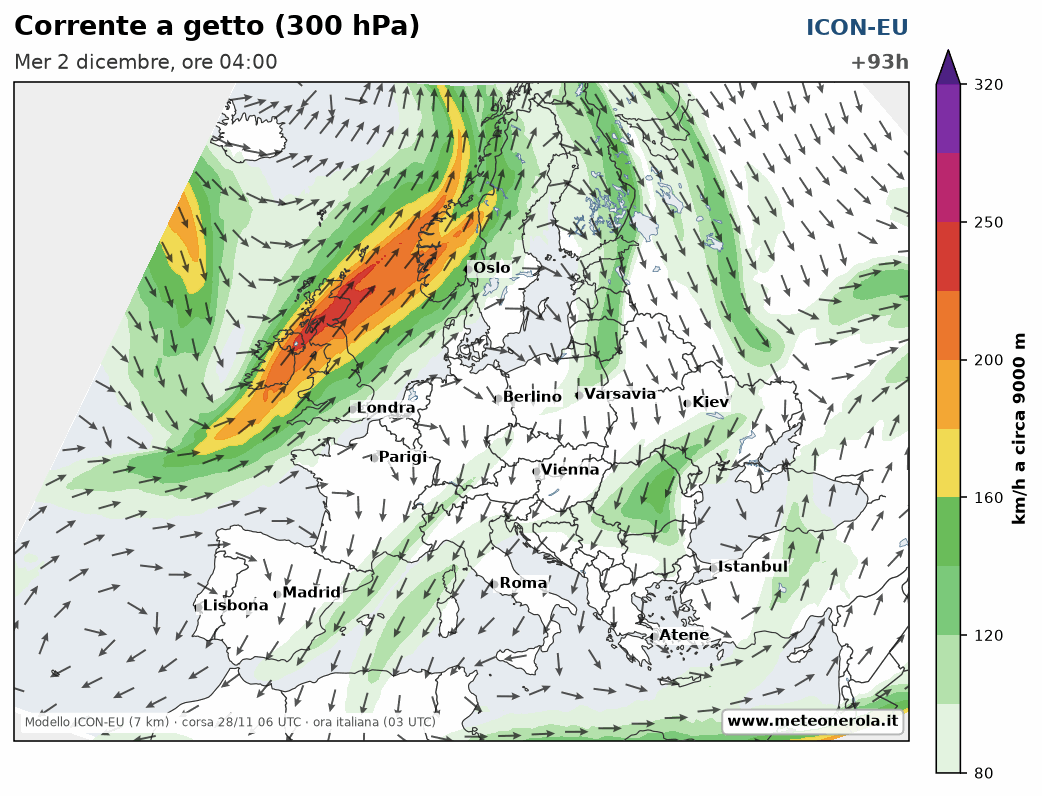 Corrente a getto (300 hPa)
ICON-EU
Mer 2 dicembre, ore 04:00
+93h
320
250
200
160
120
80
km/h a circa 9000 m
Oslo
Londra
Berlino
Varsavia
Kiev
Parigi
Vienna
Istanbul
Roma
Madrid
Lisbona
Atene
Modello ICON-EU (7 km) · corsa 28/11 06 UTC · ora italiana (03 UTC)
www.meteonerola.it